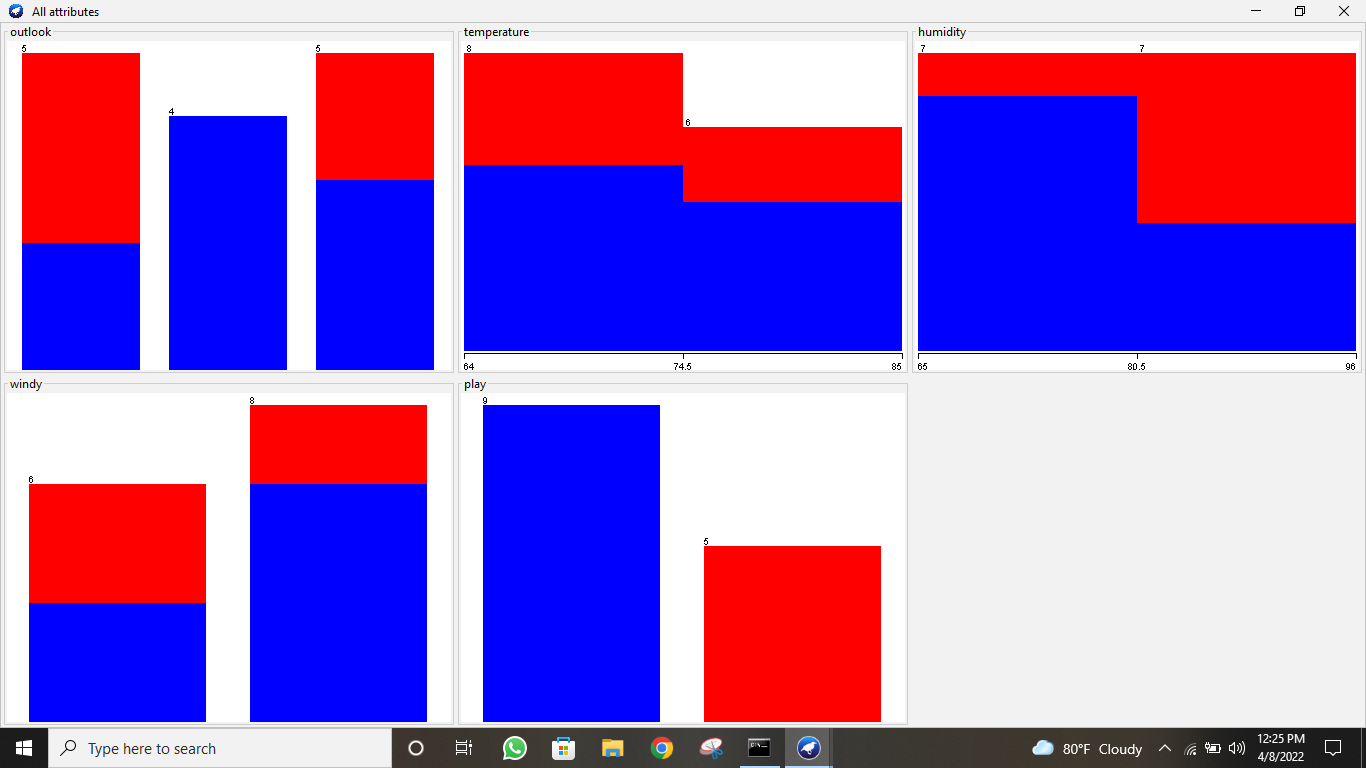 All attributes
outlook
5
4
5
temperature
8
6
64
74.5
85
humidity
7
7
65
80.5
96
windy
6
8
play
9
5
Type here to search
80°F Cloudy
12:25 PM
4/8/2022